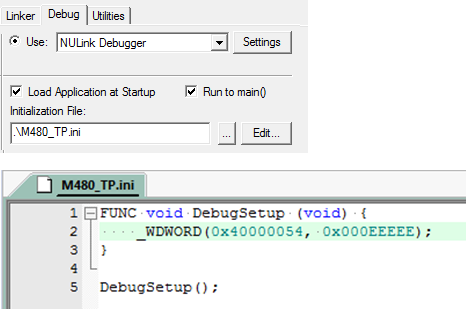 Linker Debug Utilities
Use: NULink Debugger Settings
Load Application at Startup Run to main()
Initialization File:
.\M480_TP.ini ... Edit...
M480_TP.ini
1 FUNC void DebugSetup (void) {
2 _WDWORD(0x40000054, 0x000EEEEE);
3 }
4
5 DebugSetup();